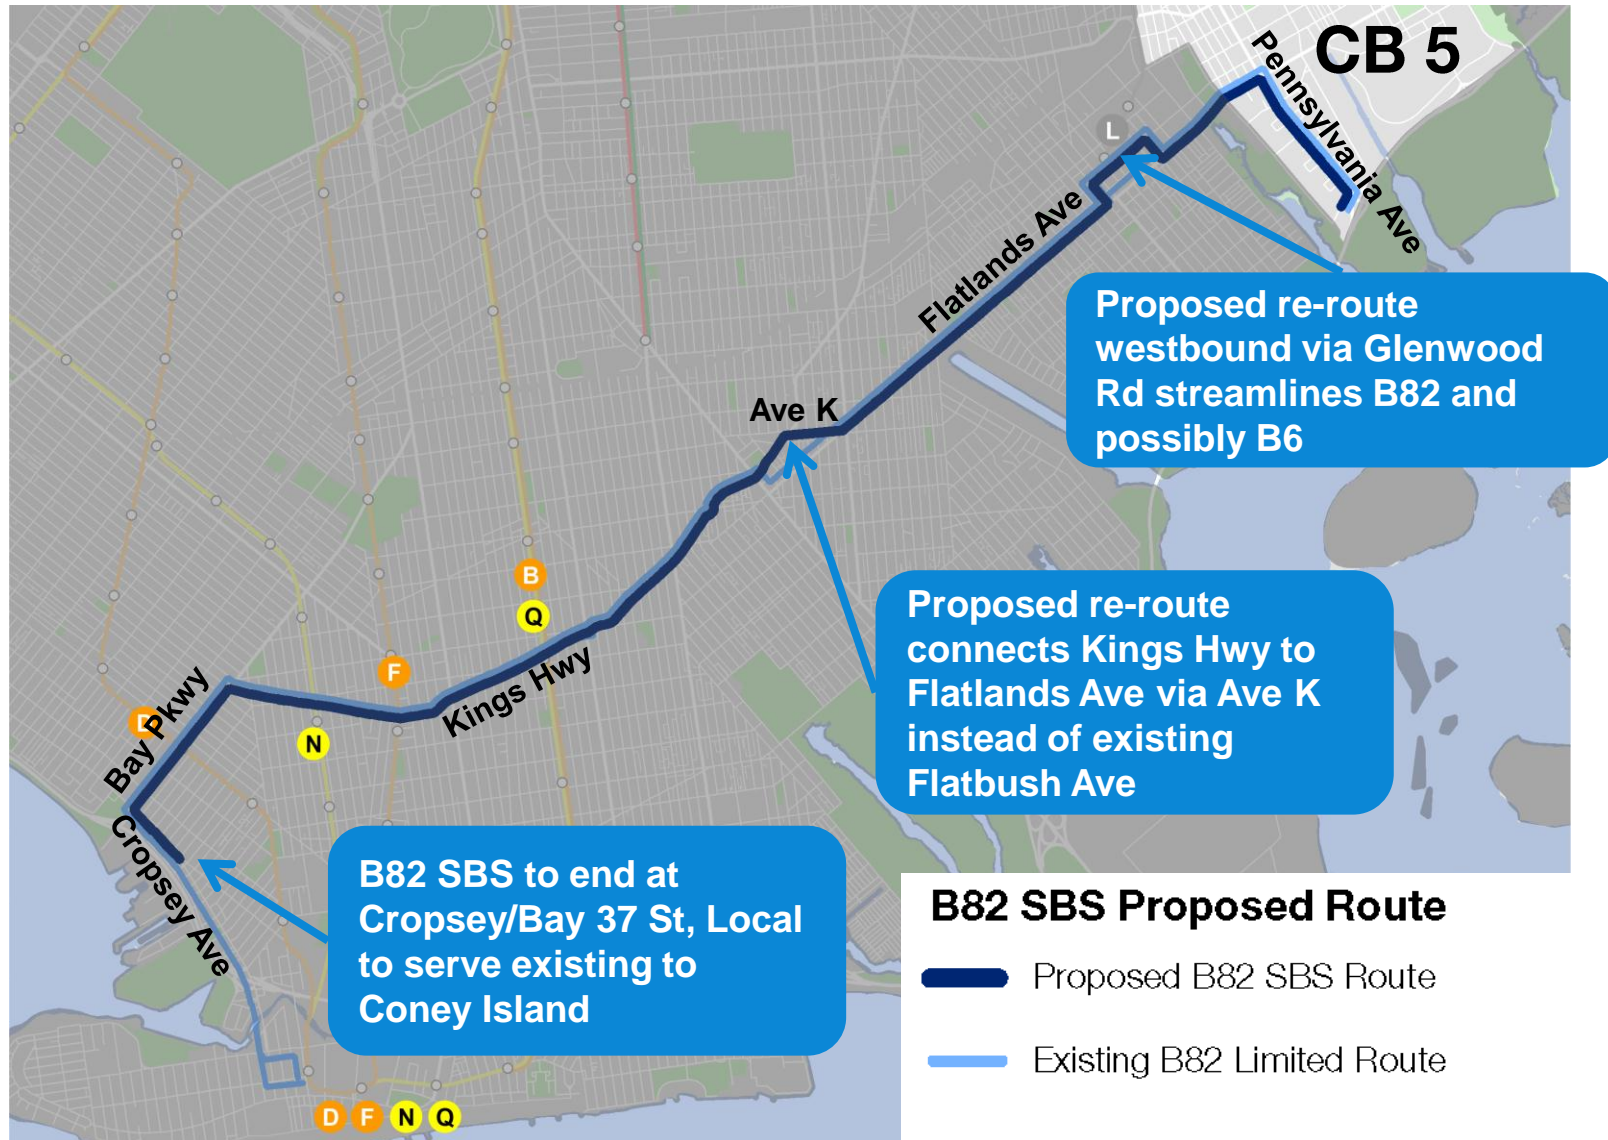 CB 5
Pennsylvania Ave
L
Flatlands Ave
Proposed re-route
westbound via Glenwood
Rd streamlines B82 and
possibly B6
Ave K
B
Q
Proposed re-route
connects Kings Hwy to
Flatlands Ave via Ave K
instead of existing
Flatbush Ave
F
Kings Hwy
D
Bay Pkwy
N
Cropsey Ave
B82 SBS to end at
Cropsey/Bay 37 St, Local
to serve existing to
Coney Island
B82 SBS Proposed Route
Proposed B82 SBS Route
Existing B82 Limited Route
D F N Q